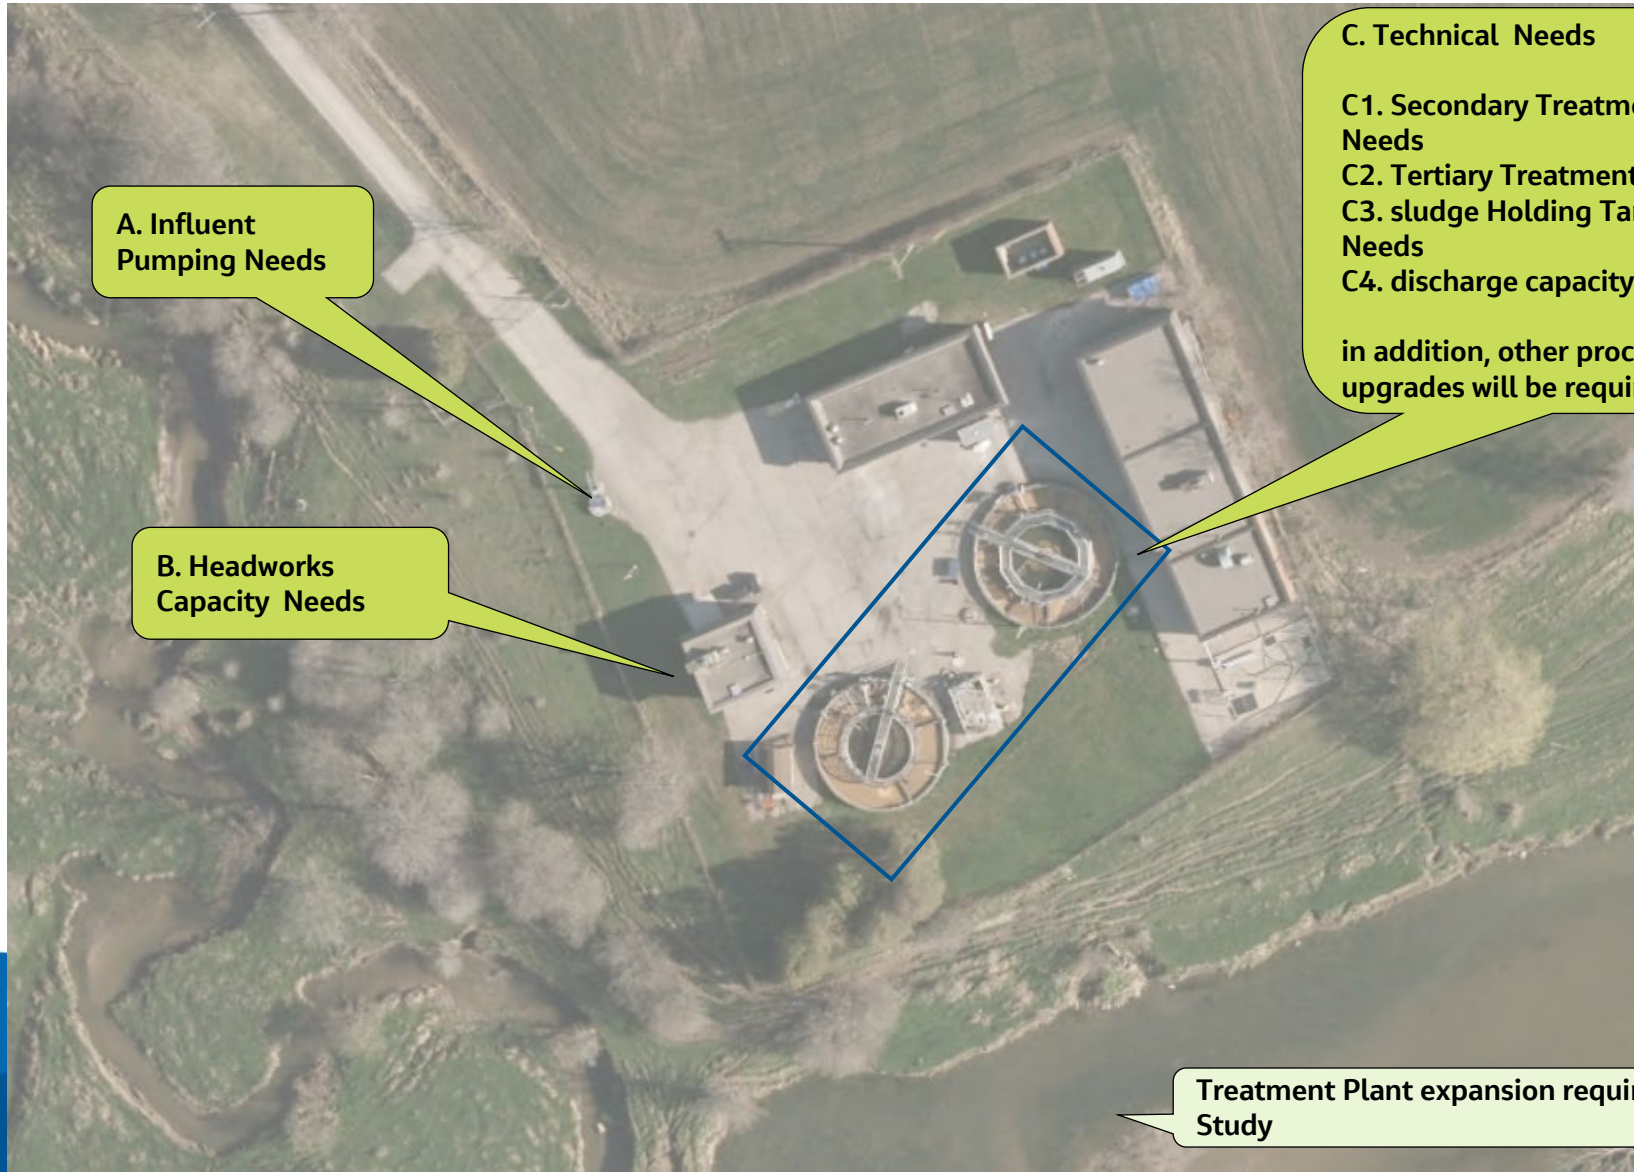 C. Technical Needs
C1. Secondary
Needs
C2. Tertiary Treatment
C3. sludge Holding
Needs
C4. discharge capacity
in addition, other
upgrades will be
A. Influent
Pumping Needs
B. Headworks
Capacity Needs
Treatment Plant expansion
Study